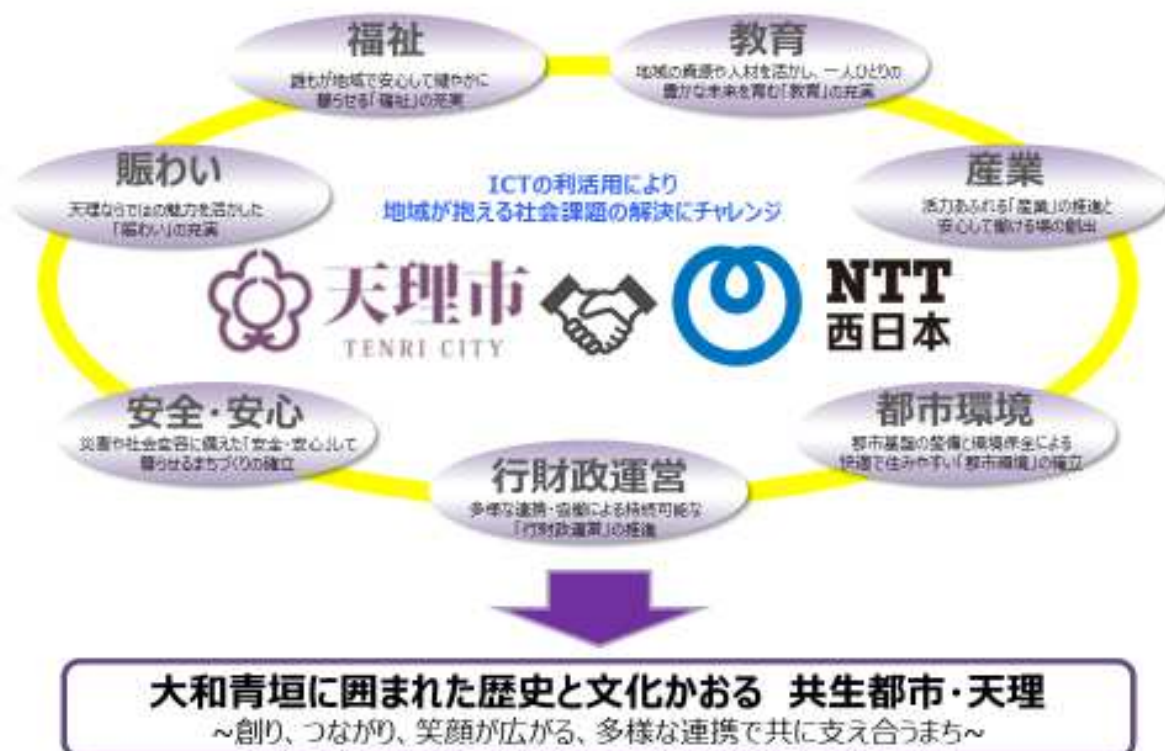 福祉
誰もが地域で安心して健やかに
暮らせる「福祉」の充実
教育
地域の資源や人材を活かし、一人ひとりの
豊かな未来を育む「教育」の充実
賑わい
天理ならではの魅力を活かした
「賑わい」の充実
産業
活力あふれる「産業」の推進と
安心して働ける場の創出
ICTの利活用により
地域が抱える社会課題の解決にチャレンジ
天理市
TENRI CITY
NTT
西日本
安全・安心
災害や社会変容に備えた「安全・安心」して
暮らせるまちづくりの確立
都市環境
都市基盤の整備と環境保全による
快適で住みやすい「都市環境」の確立
行財政運営
多様な連携・協働による持続可能な
「行財政運営」の推進
大和青垣に囲まれた歴史と文化かおる 共生都市・天理
~創り、つながり、笑顔が広がる、多様な連携で共に支え合うまち~